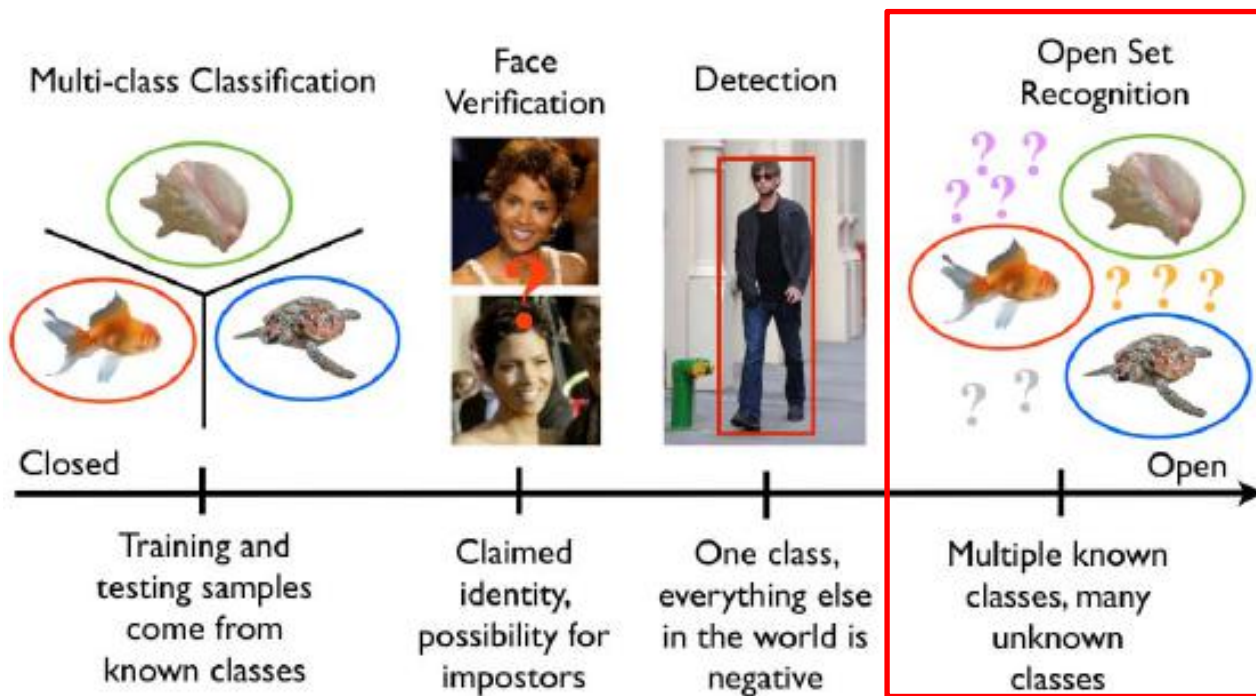 Multi-class Classification
Face
Verification
Detection
Open Set
Recognition
?
? ?
? ?
? ? ?
? ?
Closed
Open
Training and
testing samples
come from
known classes
Claimed
identity,
possibility for
impostors
One class,
everything else
in the world is
negative
Multiple known
classes, many
unknown
classes